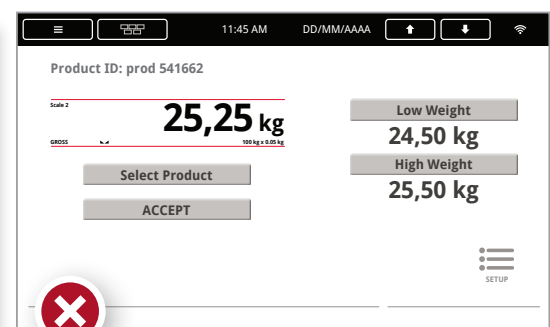 11:45 AM DD/MM/AAAA
Product ID: prod 541662
Scale 2
25,25 kg
GROSS 100 kg x 0.05 kg
Select Product
ACCEPT
Low Weight
24,50 kg
High Weight
25,50 kg
SETUP